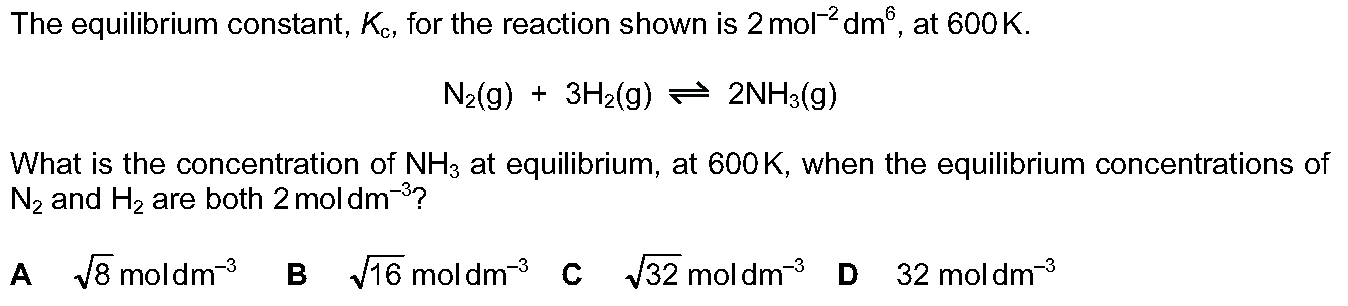 The equilibrium constant, K꜀, for the reaction shown is 2 mol⁻² dm⁶, at 600 K.
N₂(g) + 3H₂(g) ⇌ 2NH₃(g)
What is the concentration of NH₃ at equilibrium, at 600 K, when the equilibrium concentrations of
N₂ and H₂ are both 2 mol dm⁻³?
A √8 mol dm⁻³ B √16 mol dm⁻³ C √32 mol dm⁻³ D 32 mol dm⁻³